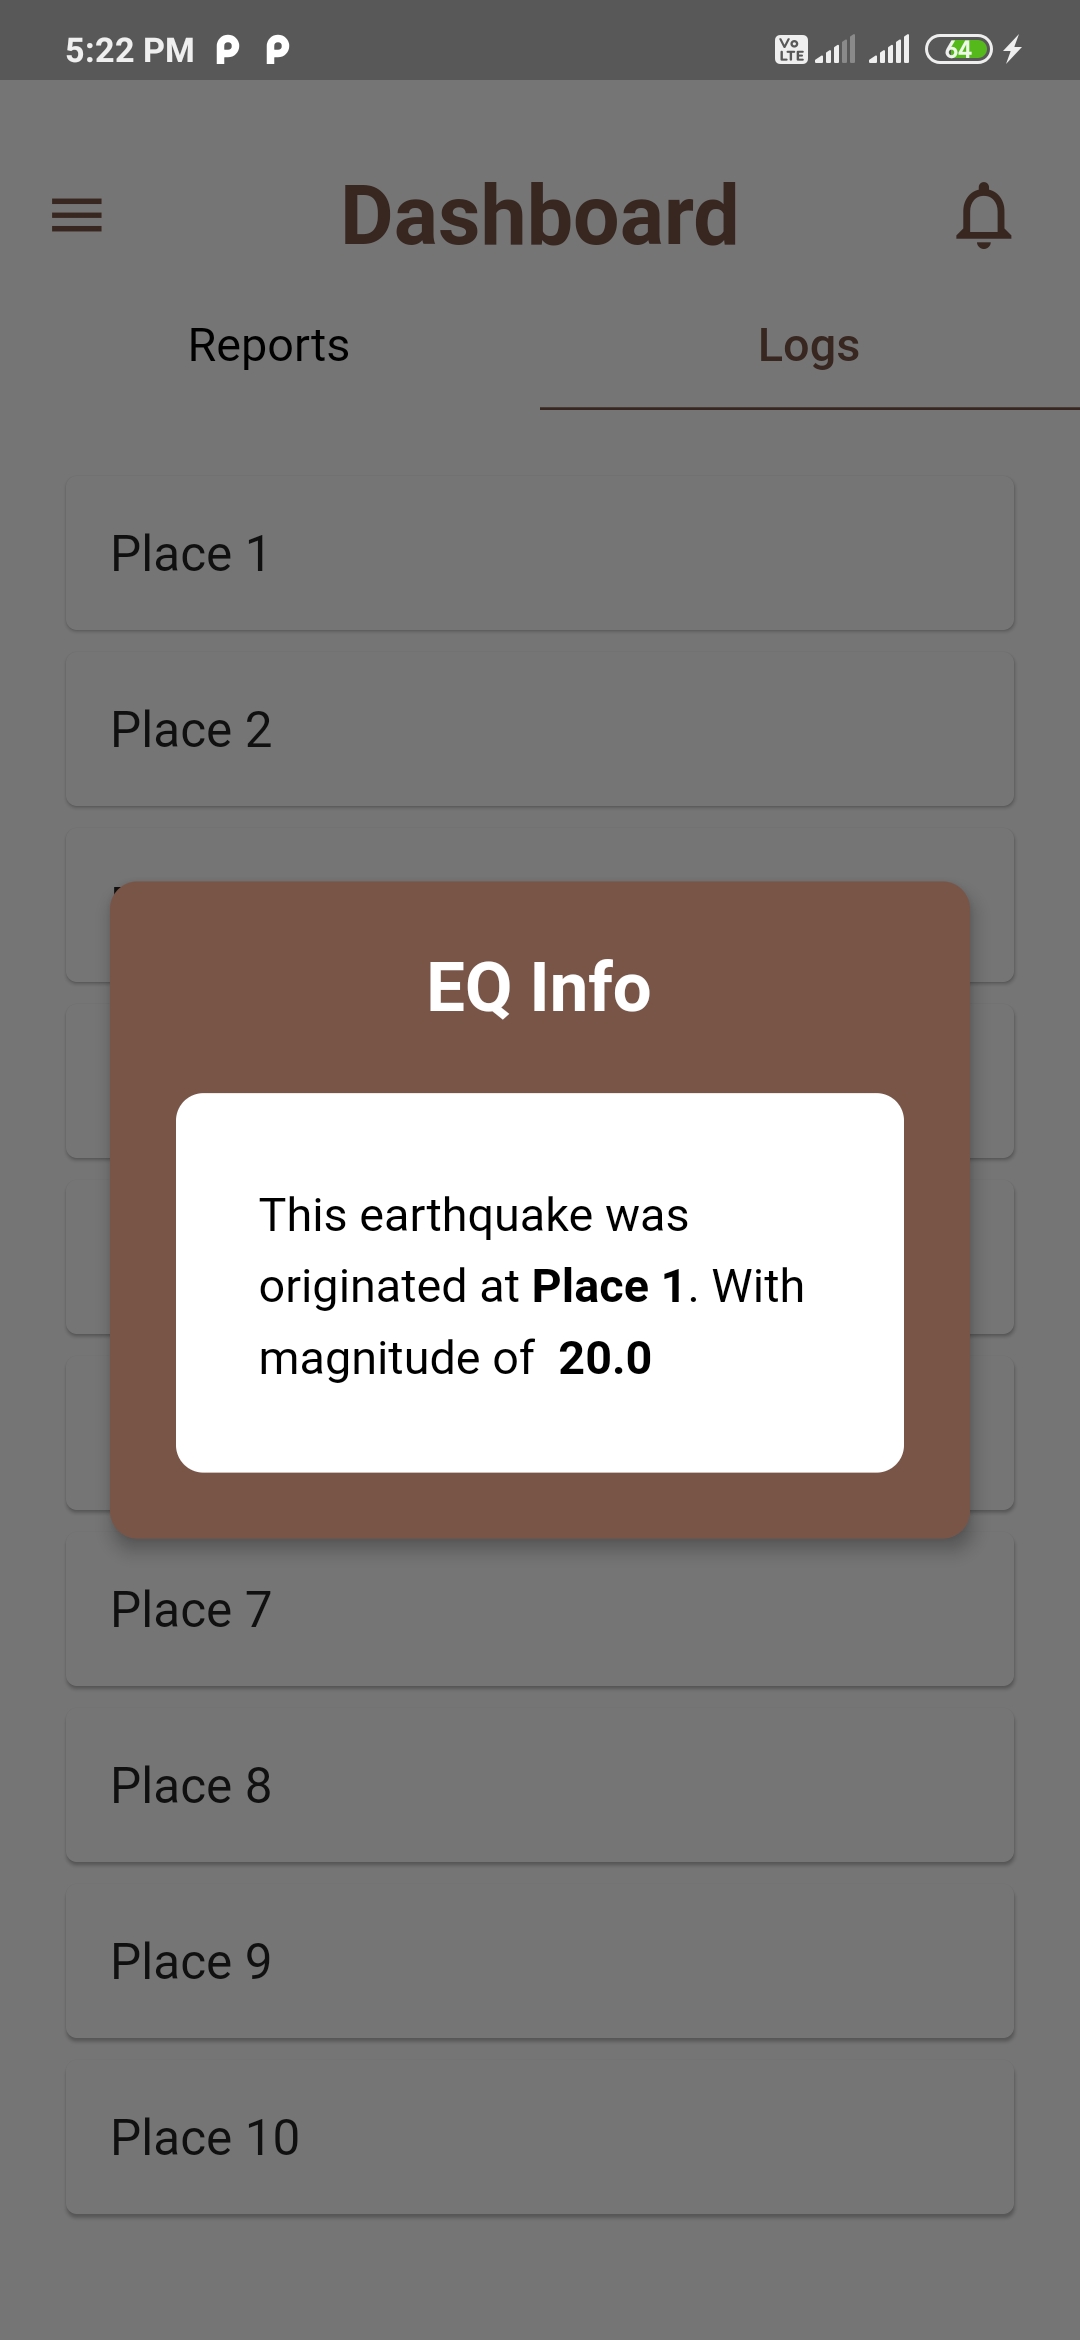 5:22 PM
Vo LTE
64
Dashboard
Reports
Logs
Place 1
Place 2
EQ Info
This earthquake was
originated at Place 1. With
magnitude of  20.0
Place 7
Place 8
Place 9
Place 10